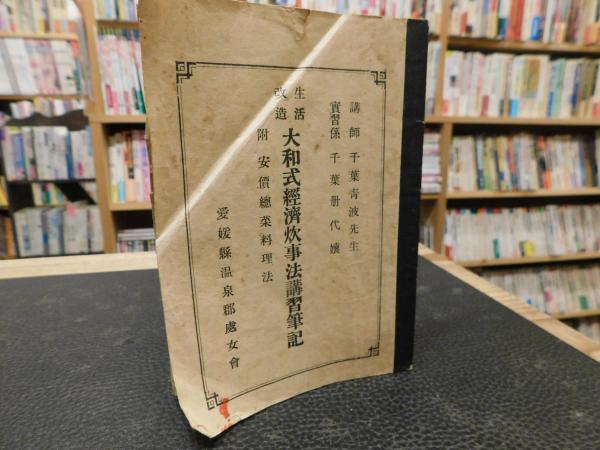 講師 千葉青波先生
實習係 千葉册代孃
生活
改造
大和式經濟炊事法講習筆記
附 安價總菜料理法
愛媛縣温泉郡處女會